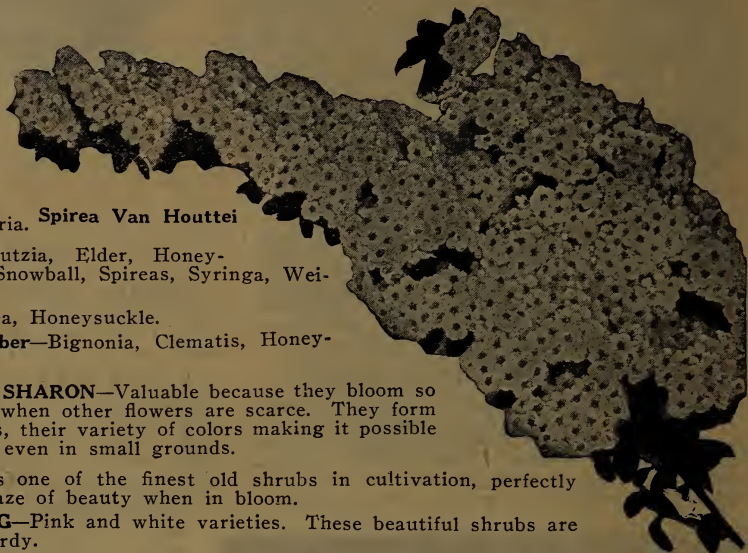 ria. Spirea Van Houttei
utzia, Elder, Honey-
Snowball, Spireas, Syringa, Wei-
a, Honeysuckle.
ber—Bignonia, Clematis, Honey-
SHARON—Valuable because they bloom so
when other flowers are scarce. They form
s, their variety of colors making it possible
even in small grounds.
s one of the finest old shrubs in cultivation, perfectly
aze of beauty when in bloom.
G—Pink and white varieties. These beautiful shrubs are
rdy.